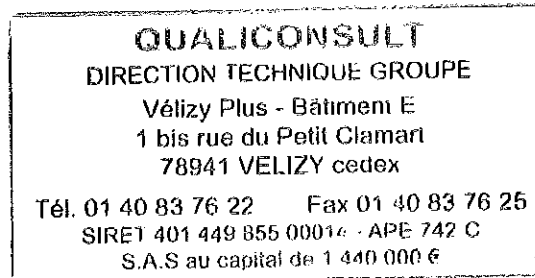 QUALICONSULT
DIRECTION TECHNIQUE GROUPE
Vélizy Plus - Bâtiment E
1 bis rue du Petit Clamart
78941 VELIZY cedex
Tél. 01 40 83 76 22 Fax 01 40 83 76 25
SIRET 401 449 855 00014 - APE 742 C
S.A.S au capital de 1 440 000 €